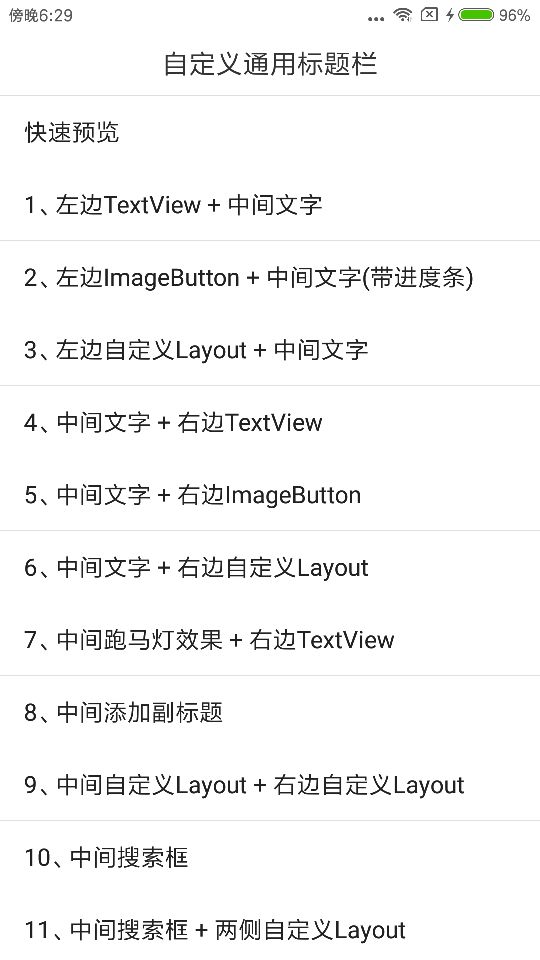 傍晚6:29
96%
自定义通用标题栏
快速预览
1、左边TextView + 中间文字
2、左边ImageButton + 中间文字(带进度条)
3、左边自定义Layout + 中间文字
4、中间文字 + 右边TextView
5、中间文字 + 右边ImageButton
6、中间文字 + 右边自定义Layout
7、中间跑马灯效果 + 右边TextView
8、中间添加副标题
9、中间自定义Layout + 右边自定义Layout
10、中间搜索框
11、中间搜索框 + 两侧自定义Layout